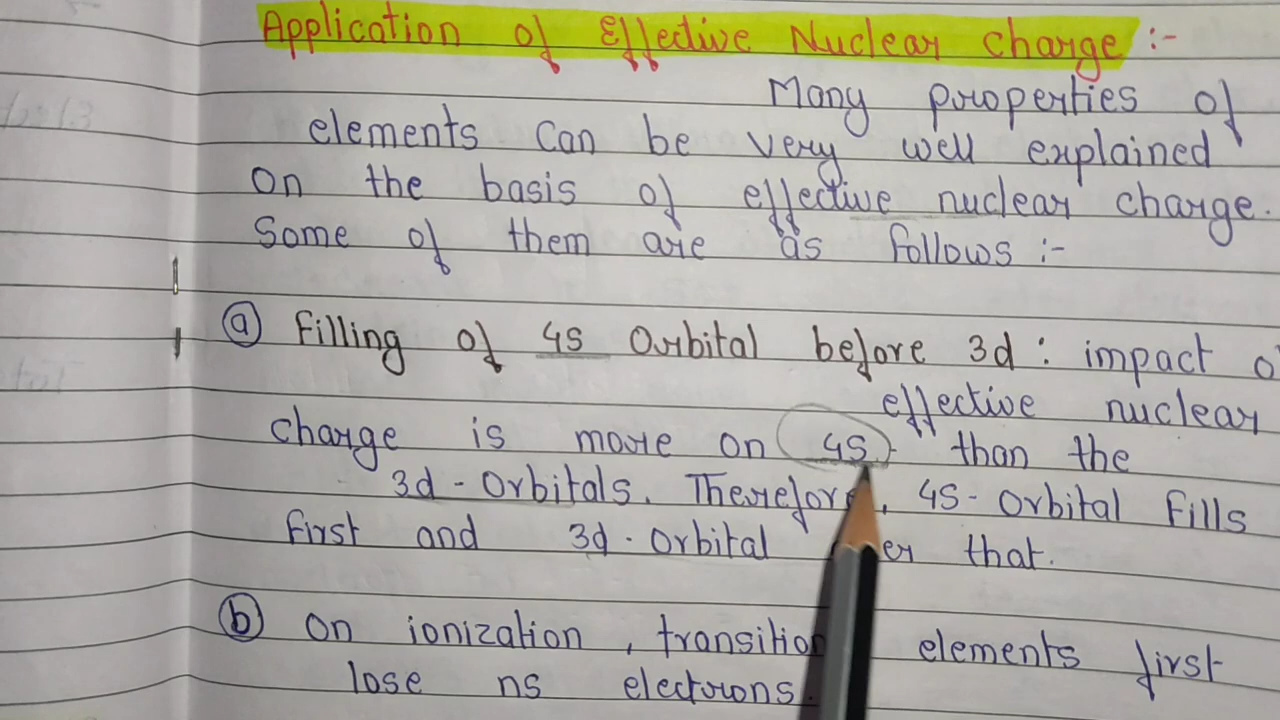 Application of Effective Nuclear charge :-
Many properties of
elements can be very well explained
on the basis of effective nuclear charge.
Some of them are as follows :-
(a) Filling of 4s Orbital before 3d : impact
effective nuclear
charge is more on 4s than the
3d-Orbitals. Therefore, 4s-Orbital fills
first and 3d-Orbital that.
(b) On ionization, transition elements first
lose ns electrons.